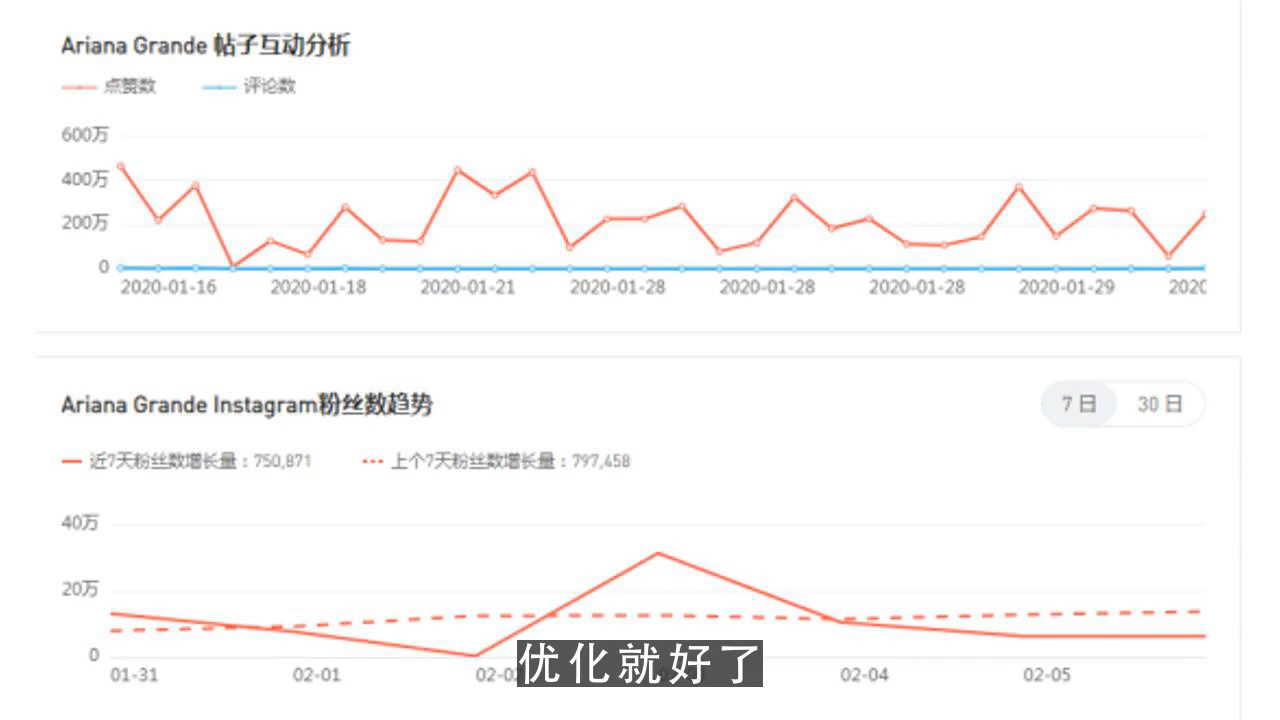 Ariana Grande 帖子互动分析
点赞数 评论数
600万
400万
200万
0
2020-01-16 2020-01-18 2020-01-21 2020-01-28 2020-01-28 2020-01-28 2020-01-29 2020
Ariana Grande Instagram粉丝数趋势
7 日 30 日
近7天粉丝数增长量：750,871 上个7天粉丝数增长量：797,458
40万
20万
0
01-31 02-01 02-0 02-04 02-05
优化就好了